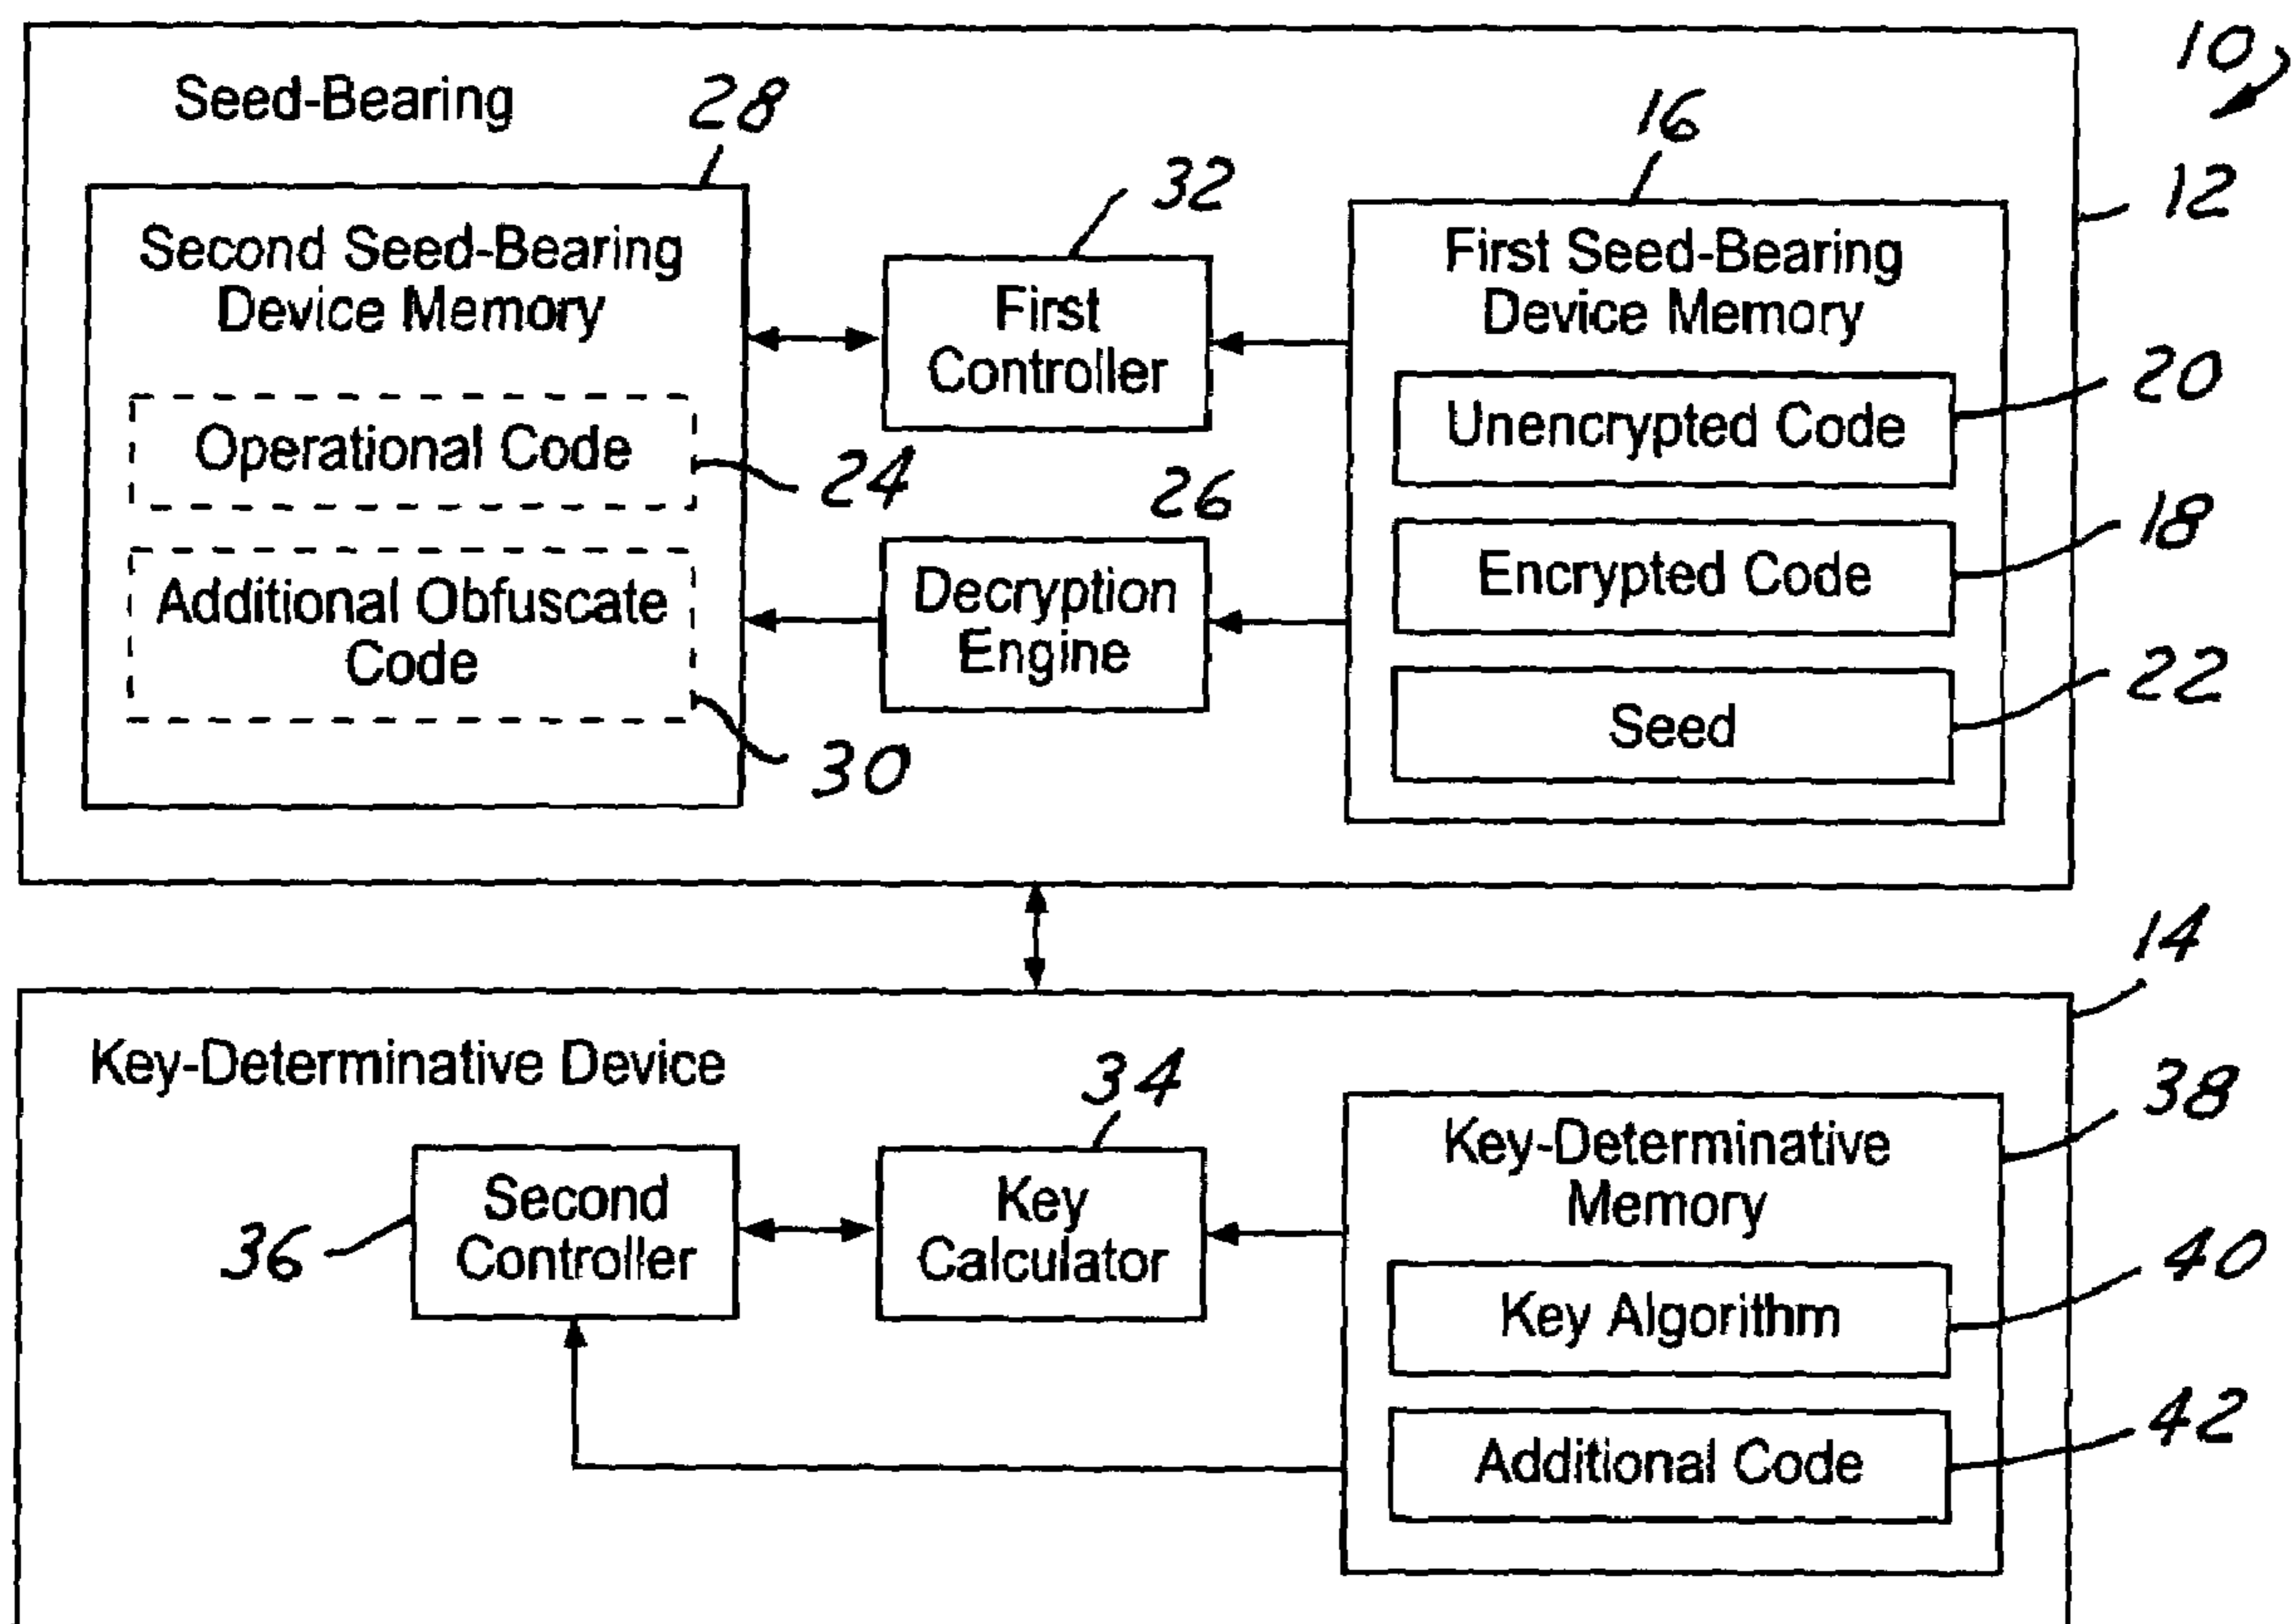 10
Seed-Bearing
28
16
12
32
Second Seed-Bearing
Device Memory
First
Controller
First Seed-Bearing
Device Memory
20
Unencrypted Code
Operational Code
24
26
18
Encrypted Code
Decryption
Engine
Additional Obfuscate
Code
22
Seed
30
14
Key-Determinative Device
34
38
Key-Determinative
Memory
Second
Controller
Key
Calculator
36
40
Key Algorithm
42
Additional Code